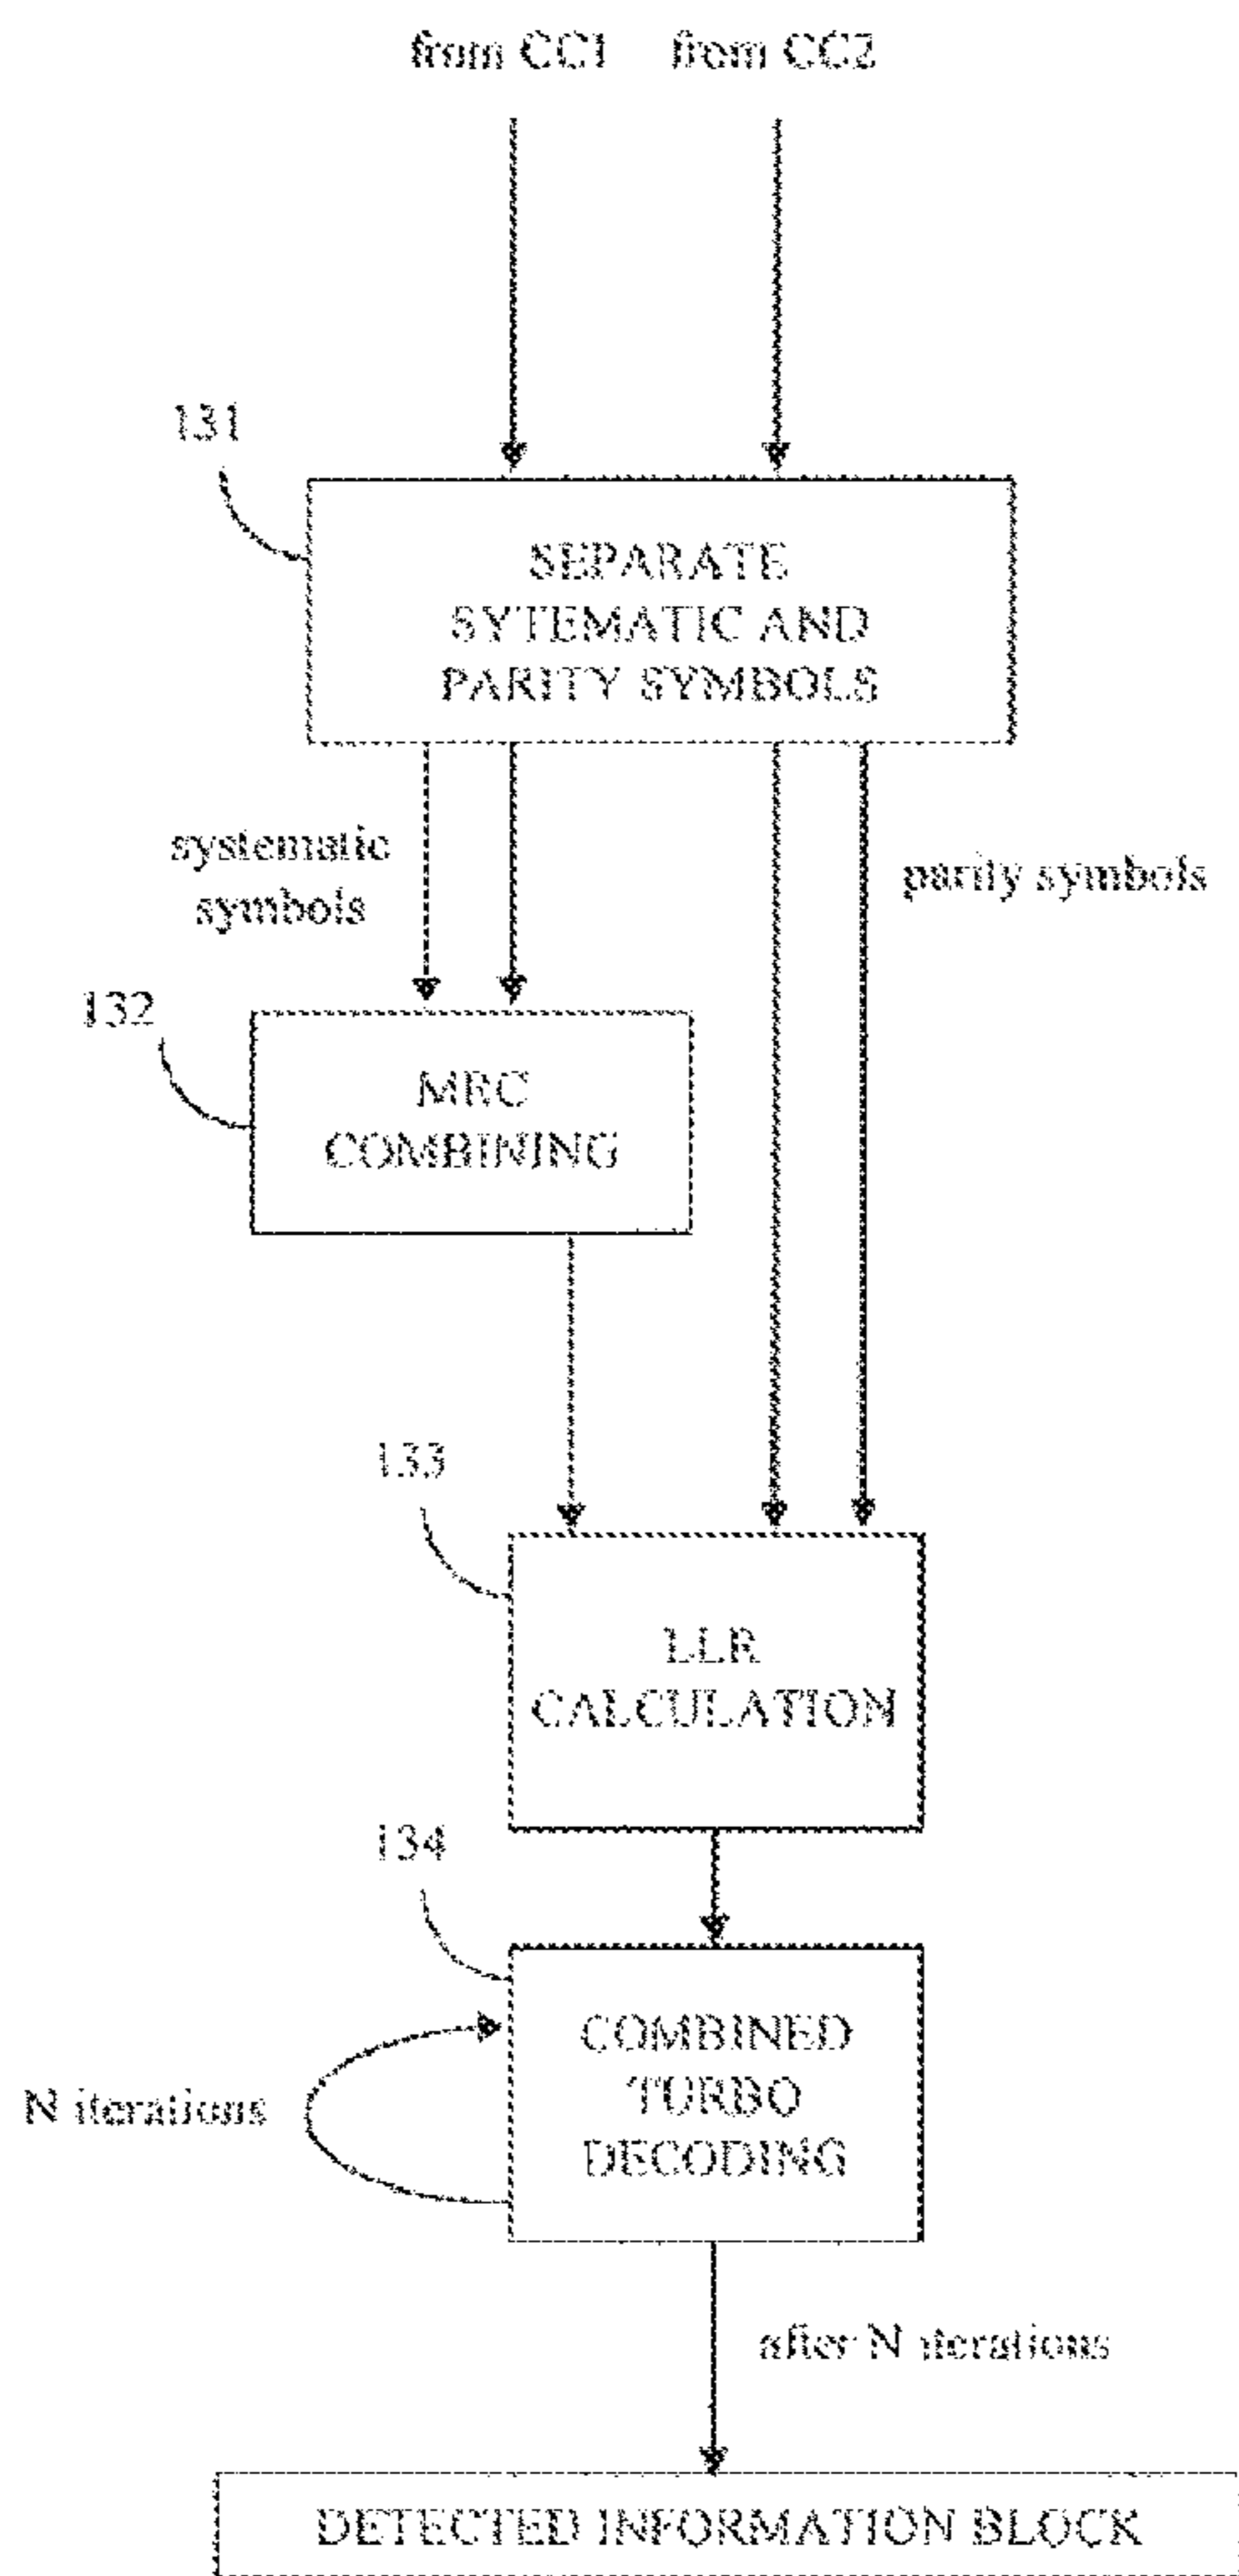 from CC1 from CC2
131
SEPARATE
SYTEMATIC AND
PARITY SYMBOLS
systematic
symbols
parity symbols
132
MRC
COMBINING
133
LLR
CALCULATION
134
COMBINED
TURBO
DECODING
N iterations
after N iterations
DETECTED INFORMATION BLOCK